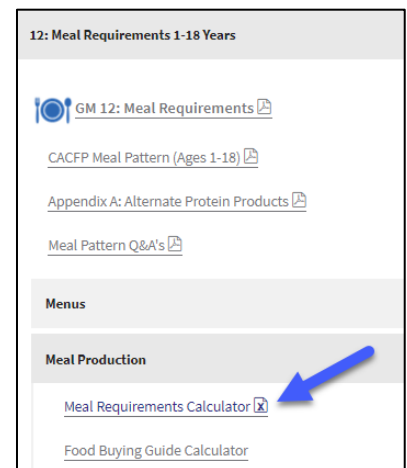 12: Meal Requirements 1-18 Years
GM 12: Meal Requirements
CACFP Meal Pattern (Ages 1-18)
Appendix A: Alternate Protein Products
Meal Pattern Q&A's
Menus
Meal Production
Meal Requirements Calculator
Food Buying Guide Calculator